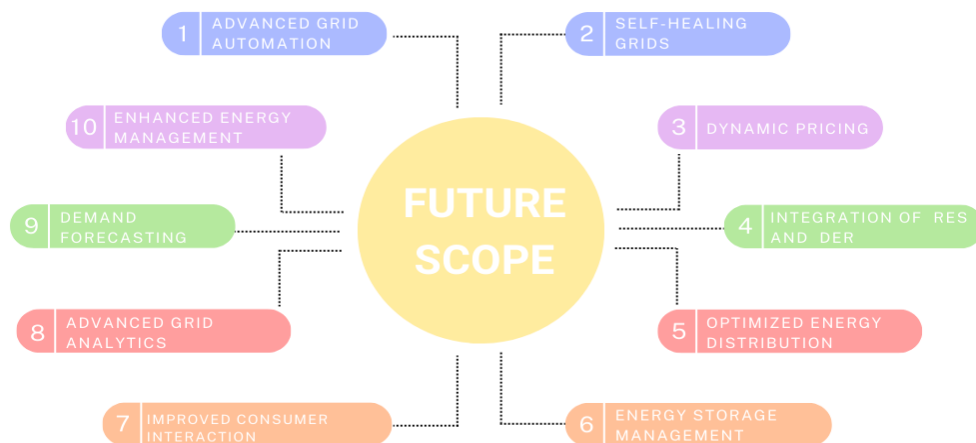 1 ADVANCED GRID
AUTOMATION
2 SELF-HEALING
GRIDS
10 ENHANCED ENERGY
MANAGEMENT
3 DYNAMIC PRICING
FUTURE
SCOPE
9 DEMAND
FORECASTING
4 INTEGRATION OF RES
AND DER
8 ADVANCED GRID
ANALYTICS
5 OPTIMIZED ENERGY
DISTRIBUTION
7 IMPROVED CONSUMER
INTERACTION
6 ENERGY STORAGE
MANAGEMENT